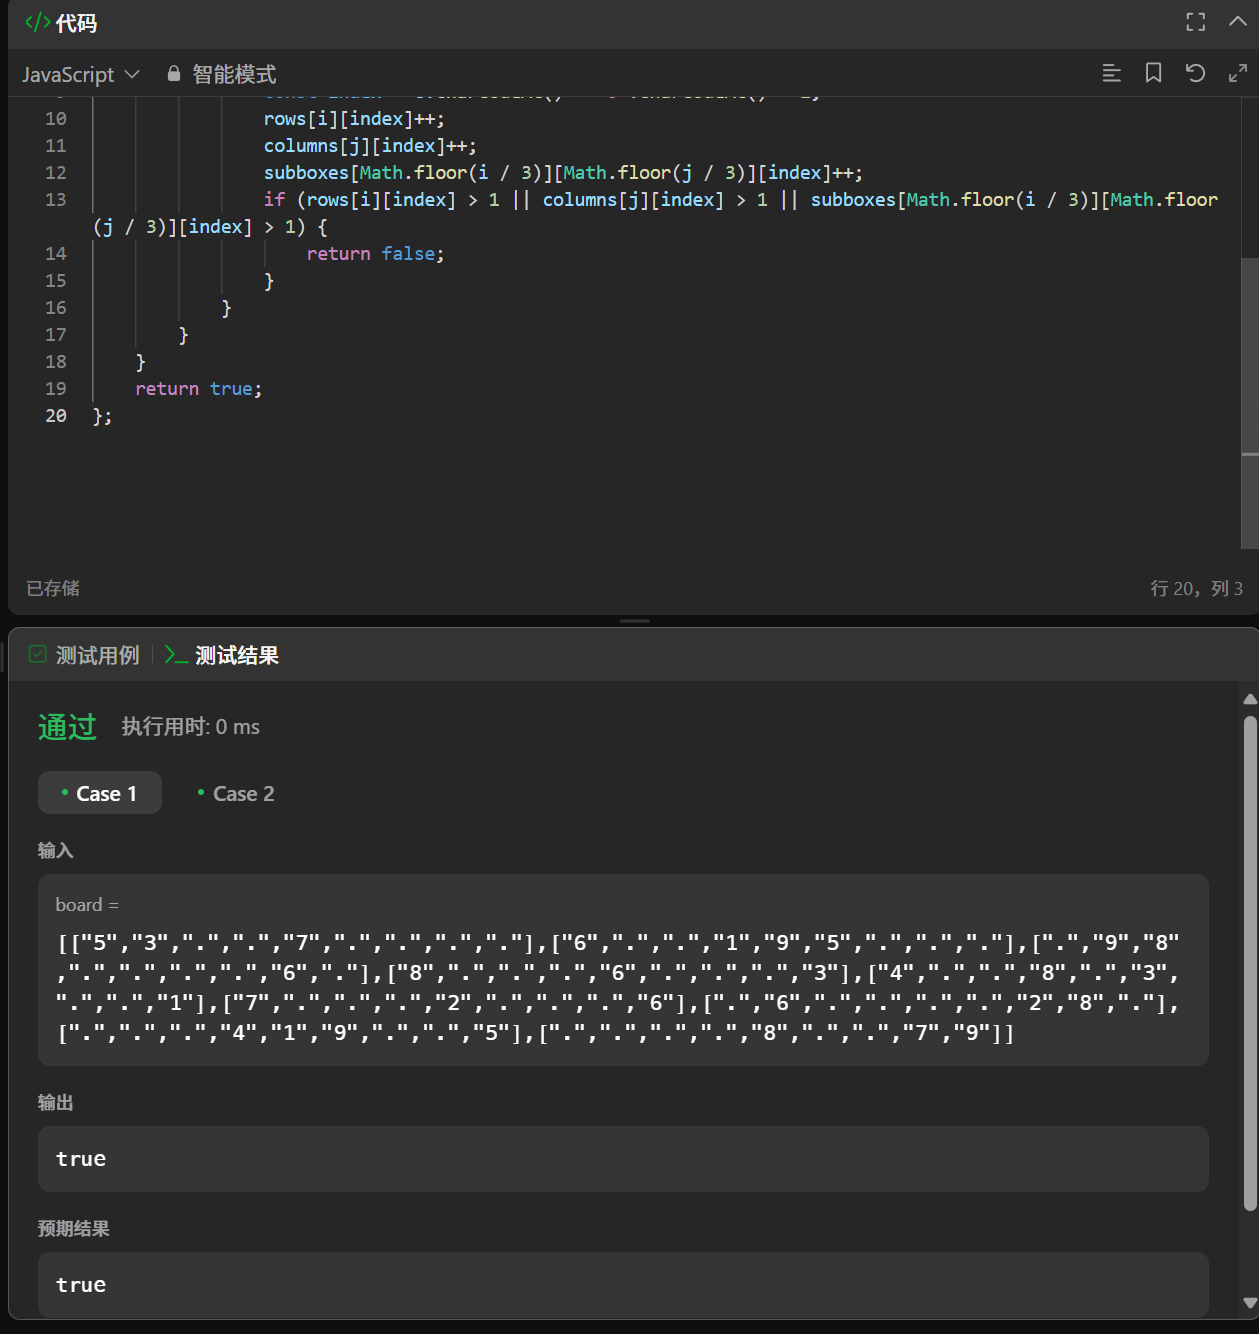 </> 代码
JavaScript 智能模式
10 rows[i][index]++;
11 columns[j][index]++;
12 subboxes[Math.floor(i / 3)][Math.floor(j / 3)][index]++;
13 if (rows[i][index] > 1 || columns[j][index] > 1 || subboxes[Math.floor(i / 3)][Math.floor
(j / 3)][index] > 1) {
14 return false;
15 }
16 }
17 }
18 }
19 return true;
20 };
已存储 行 20，列 3
测试用例 >_ 测试结果
通过 执行用时: 0 ms
• Case 1 • Case 2
输入
board =
[["5","3",".",".","7",".",".",".","."],["6",".",".","1","9","5",".",".","."],[".","9","8"
,".",".",".",".","6","."],["8",".",".",".","6",".",".",".","3"],["4",".",".","8",".","3",
".",".","1"],["7",".",".",".","2",".",".",".","6"],[".","6",".",".",".",".","2","8","."],
[".",".",".","4","1","9",".",".","5"],[".",".",".",".","8",".",".","7","9"]]
输出
true
预期结果
true